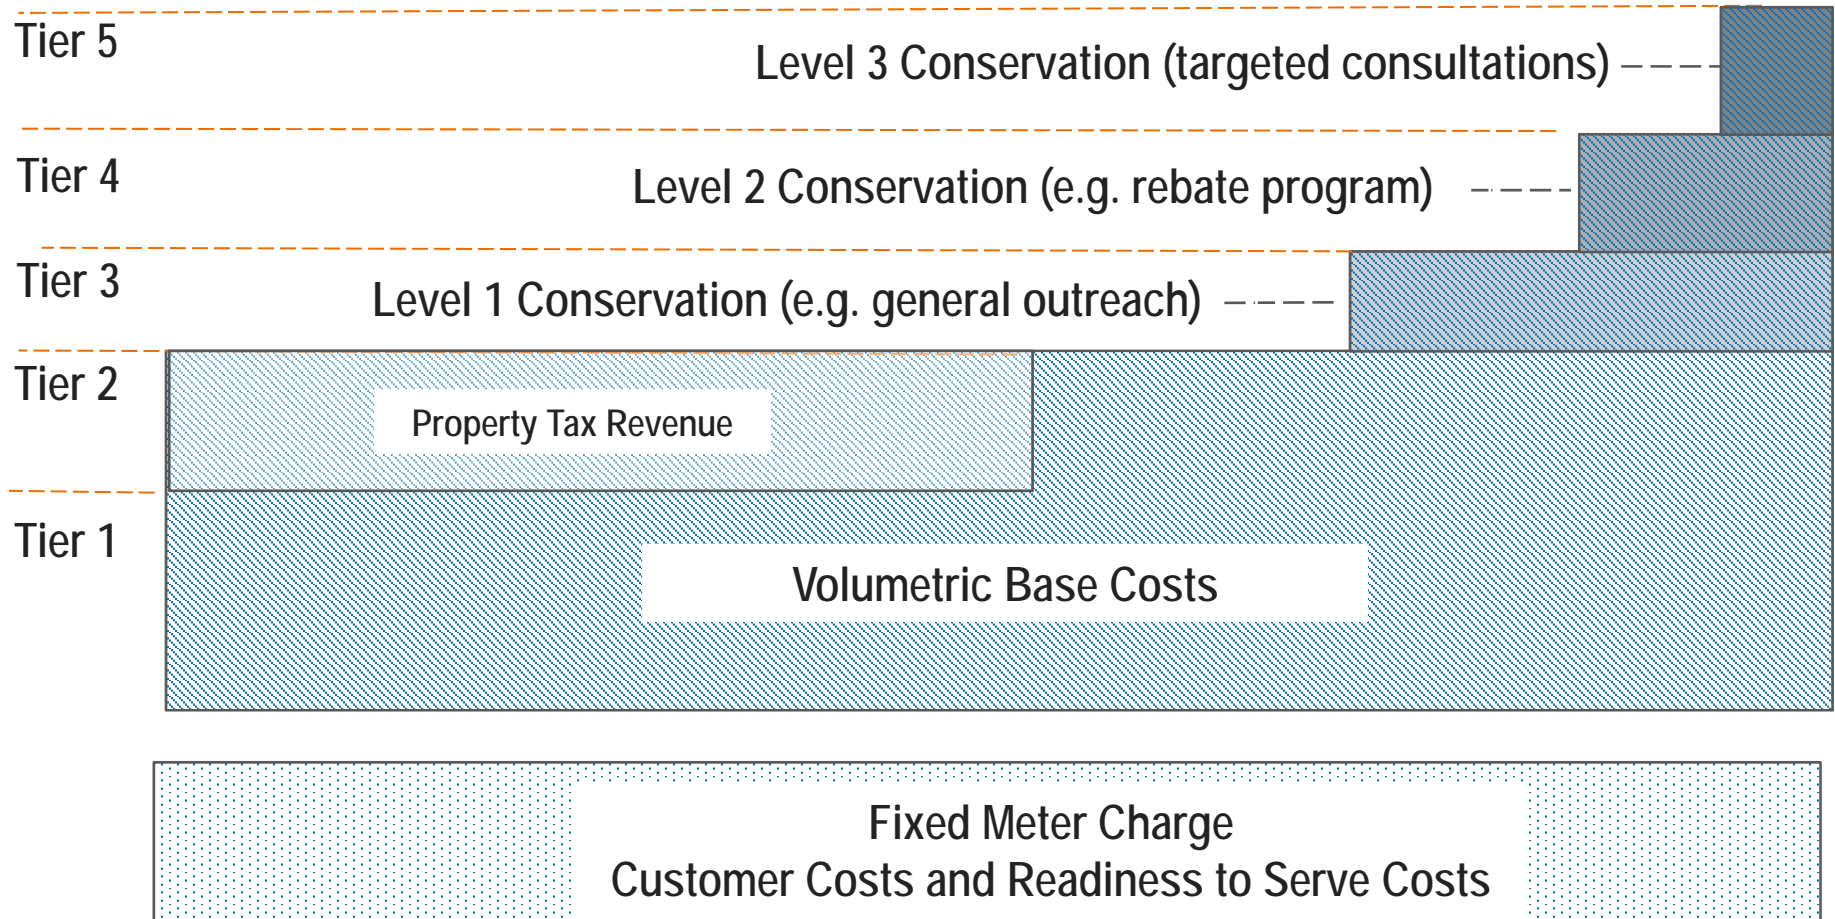 Tier 5
Level 3 Conservation (targeted consultations)
Tier 4
Level 2 Conservation (e.g. rebate program)
Tier 3
Level 1 Conservation (e.g. general outreach)
Tier 2
Property Tax Revenue
Tier 1
Volumetric Base Costs
Fixed Meter Charge
Customer Costs and Readiness to Serve Costs